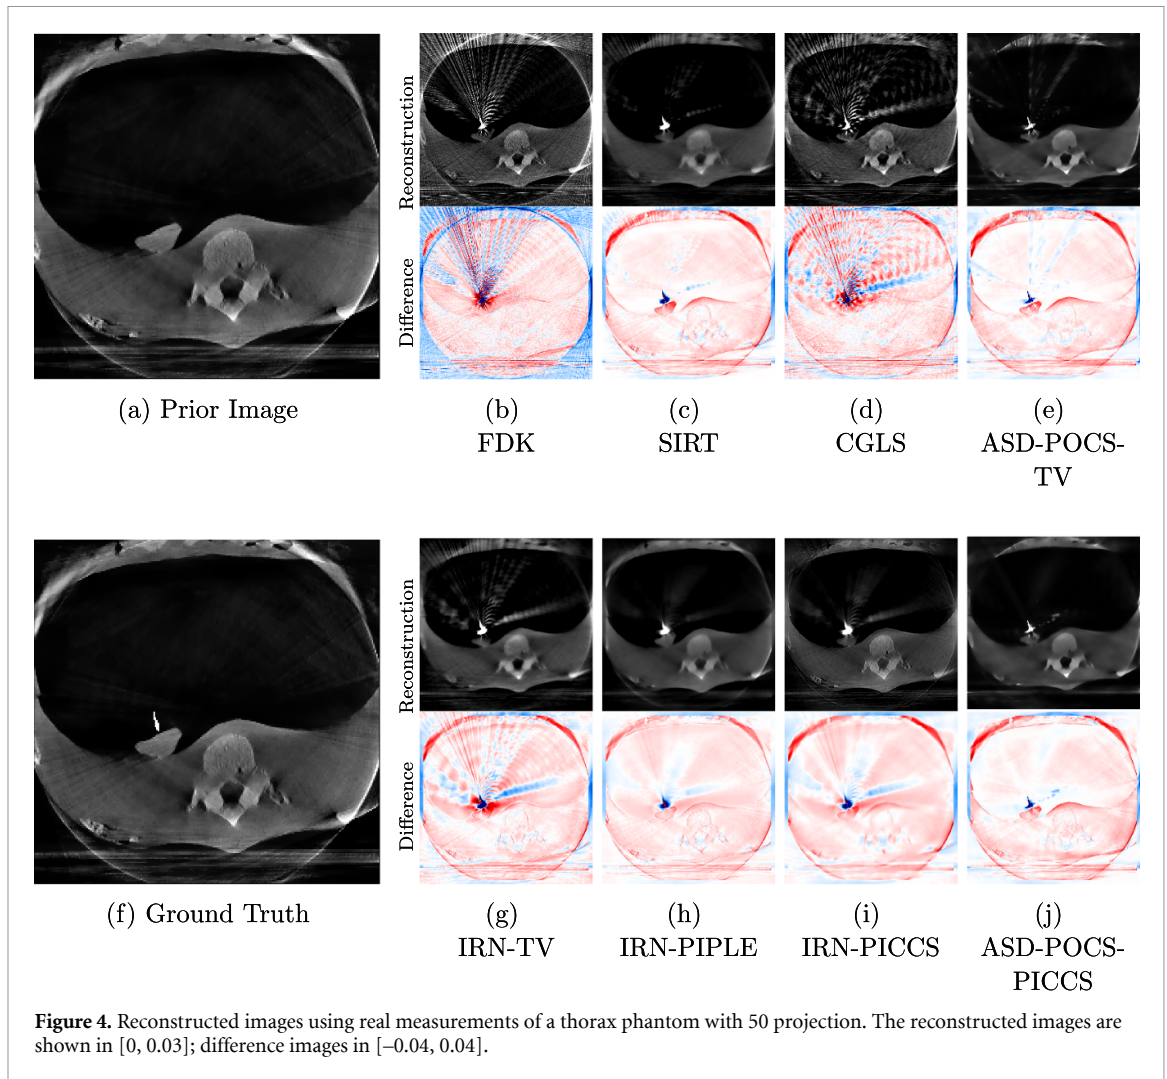 Reconstruction
Difference
(a) Prior Image
(b)
FDK
(c)
SIRT
(d)
CGLS
(e)
ASD-POCS-
TV
Reconstruction
Difference
(f) Ground Truth
(g)
IRN-TV
(h)
IRN-PIPLE
(i)
IRN-PICCS
(j)
ASD-POCS-
PICCS
Figure 4. Reconstructed images using real measurements of a thorax phantom with 50 projection. The reconstructed images are
shown in [0, 0.03]; difference images in [−0.04, 0.04].